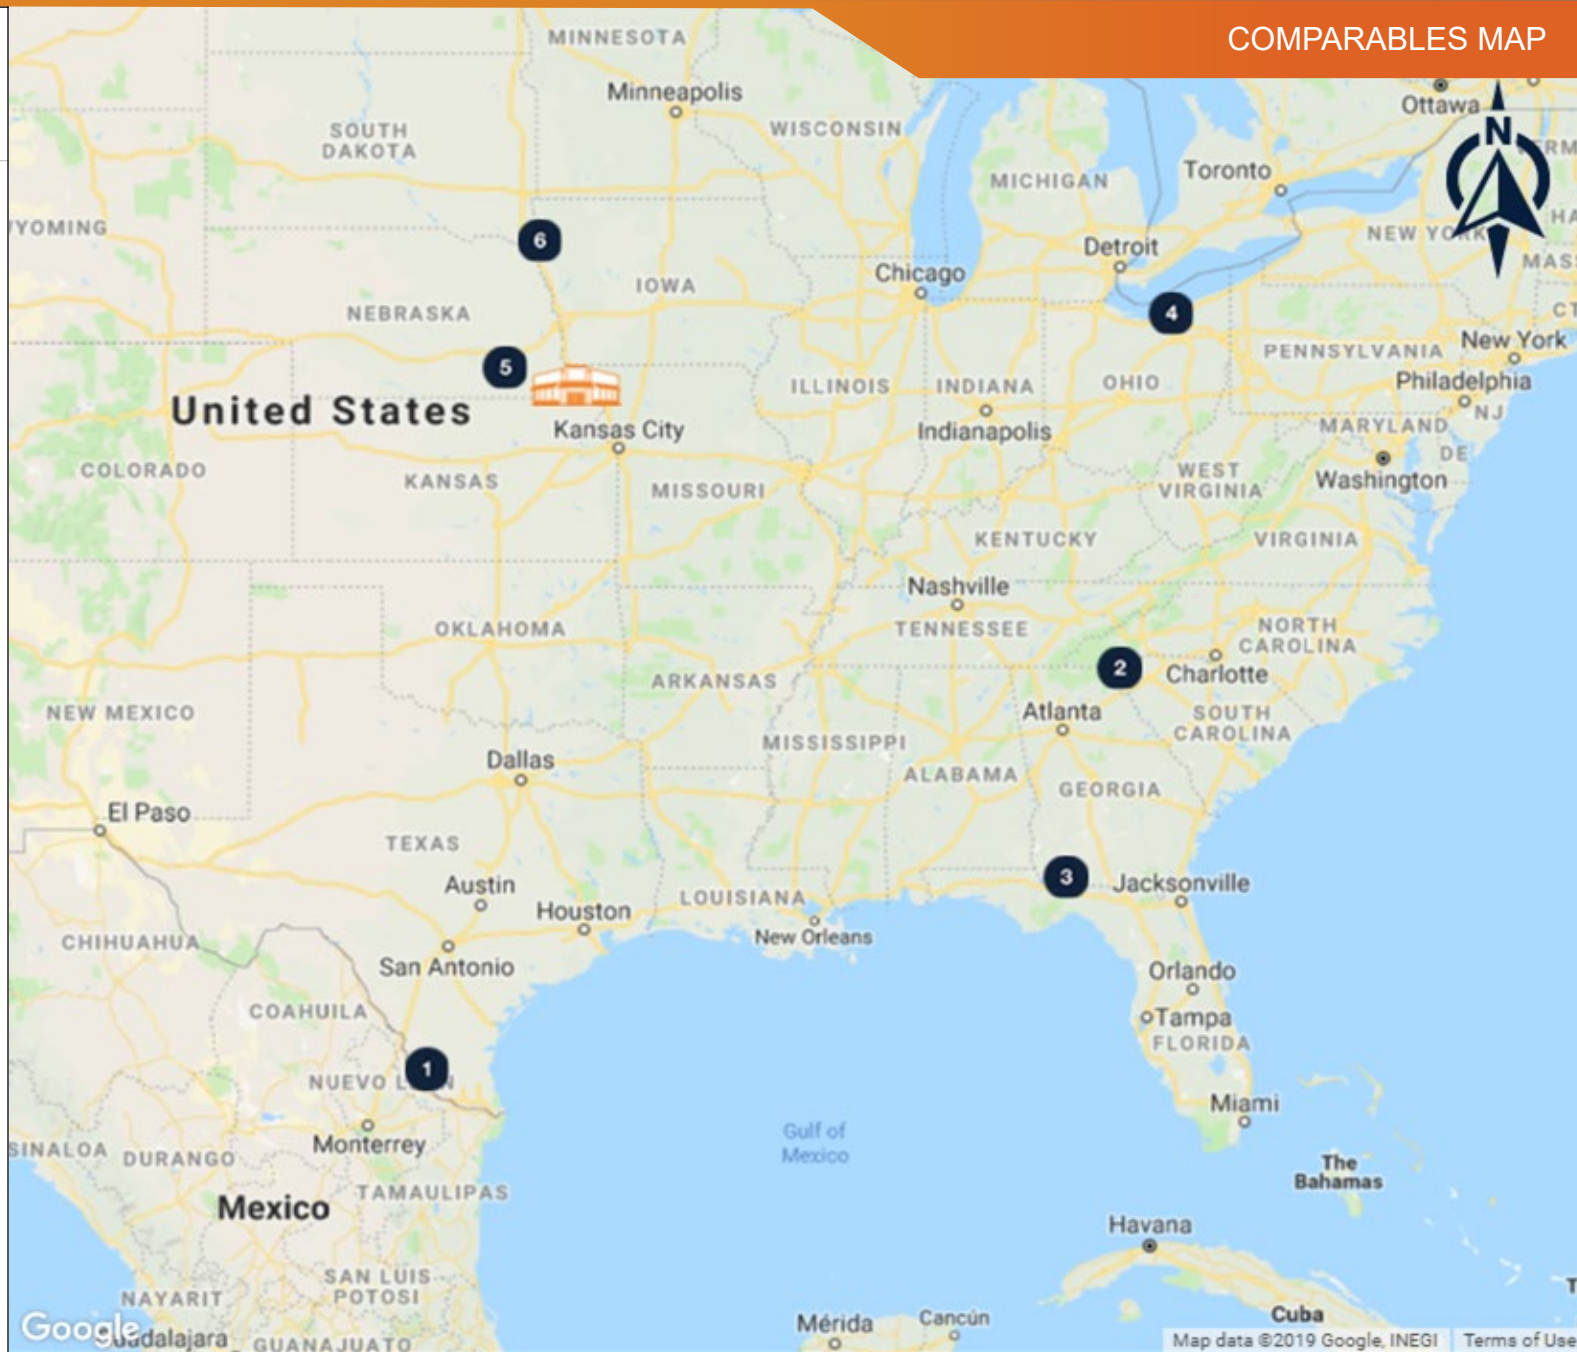 COMPARABLES MAP
MINNESOTA
Minneapolis
Ottawa
SOUTH
DAKOTA
WISCONSIN
N
MICHIGAN
Toronto
WYOMING
6
NEW YORK
Detroit
MASS
Chicago
IOWA
NEBRASKA
4
CT
New York
5
PENNSYLVANIA
ILLINOIS
INDIANA
OHIO
Philadelphia
NJ
United States
Kansas City
Indianapolis
MARYLAND
DE
COLORADO
KANSAS
MISSOURI
WEST
VIRGINIA
Washington
KENTUCKY
VIRGINIA
Nashville
OKLAHOMA
TENNESSEE
NORTH
CAROLINA
2
Charlotte
ARKANSAS
NEW MEXICO
Atlanta
SOUTH
CAROLINA
MISSISSIPPI
Dallas
ALABAMA
GEORGIA
El Paso
TEXAS
3
Jacksonville
Austin
LOUISIANA
Houston
New Orleans
CHIHUAHUA
San Antonio
Orlando
COAHUILA
Tampa
FLORIDA
1
NUEVO L N
Miami
Monterrey
Gulf of
Mexico
SINALOA
DURANGO
The
Bahamas
TAMAULIPAS
Mexico
Havana
SAN LUIS
POTOSI
NAYARIT
Cuba
Mérida
Cancún
Google
Guadalajara
GUANAJUATO
Map data ©2019 Google, INEGI
Terms of Use